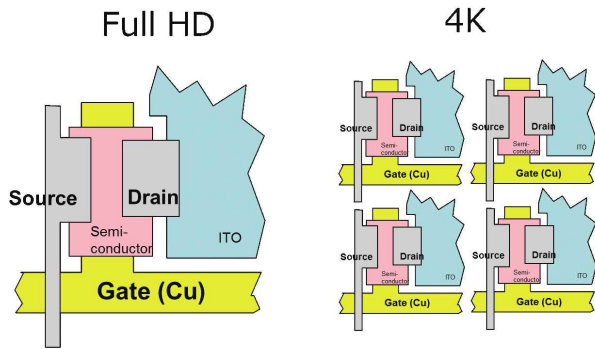 Full HD
4K
Source
Drain
Semi-
conductor
ITO
Gate (Cu)
Source
Drain
Semi-
conductor
ITO
Gate (Cu)
Source
Drain
Semi-
conductor
ITO
Gate (Cu)
Source
Drain
Semi-
conductor
ITO
Gate (Cu)
Source
Drain
Semi-
conductor
ITO
Gate (Cu)